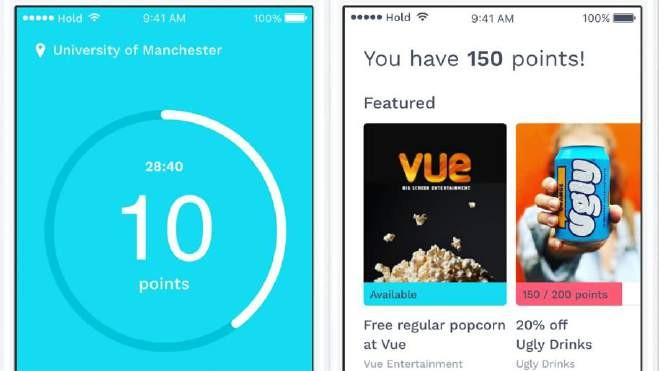 Hold 9:41 AM 100%
University of Manchester
28:40
10
points
Hold 9:41 AM 100%
You have 150 points!
Featured
vue
BIG SCREEN ENTERTAINMENT
Available
Free regular popcorn
at Vue
Vue Entertainment
ugly
150 / 200 points
20% off
Ugly Drinks
Ugly Drinks